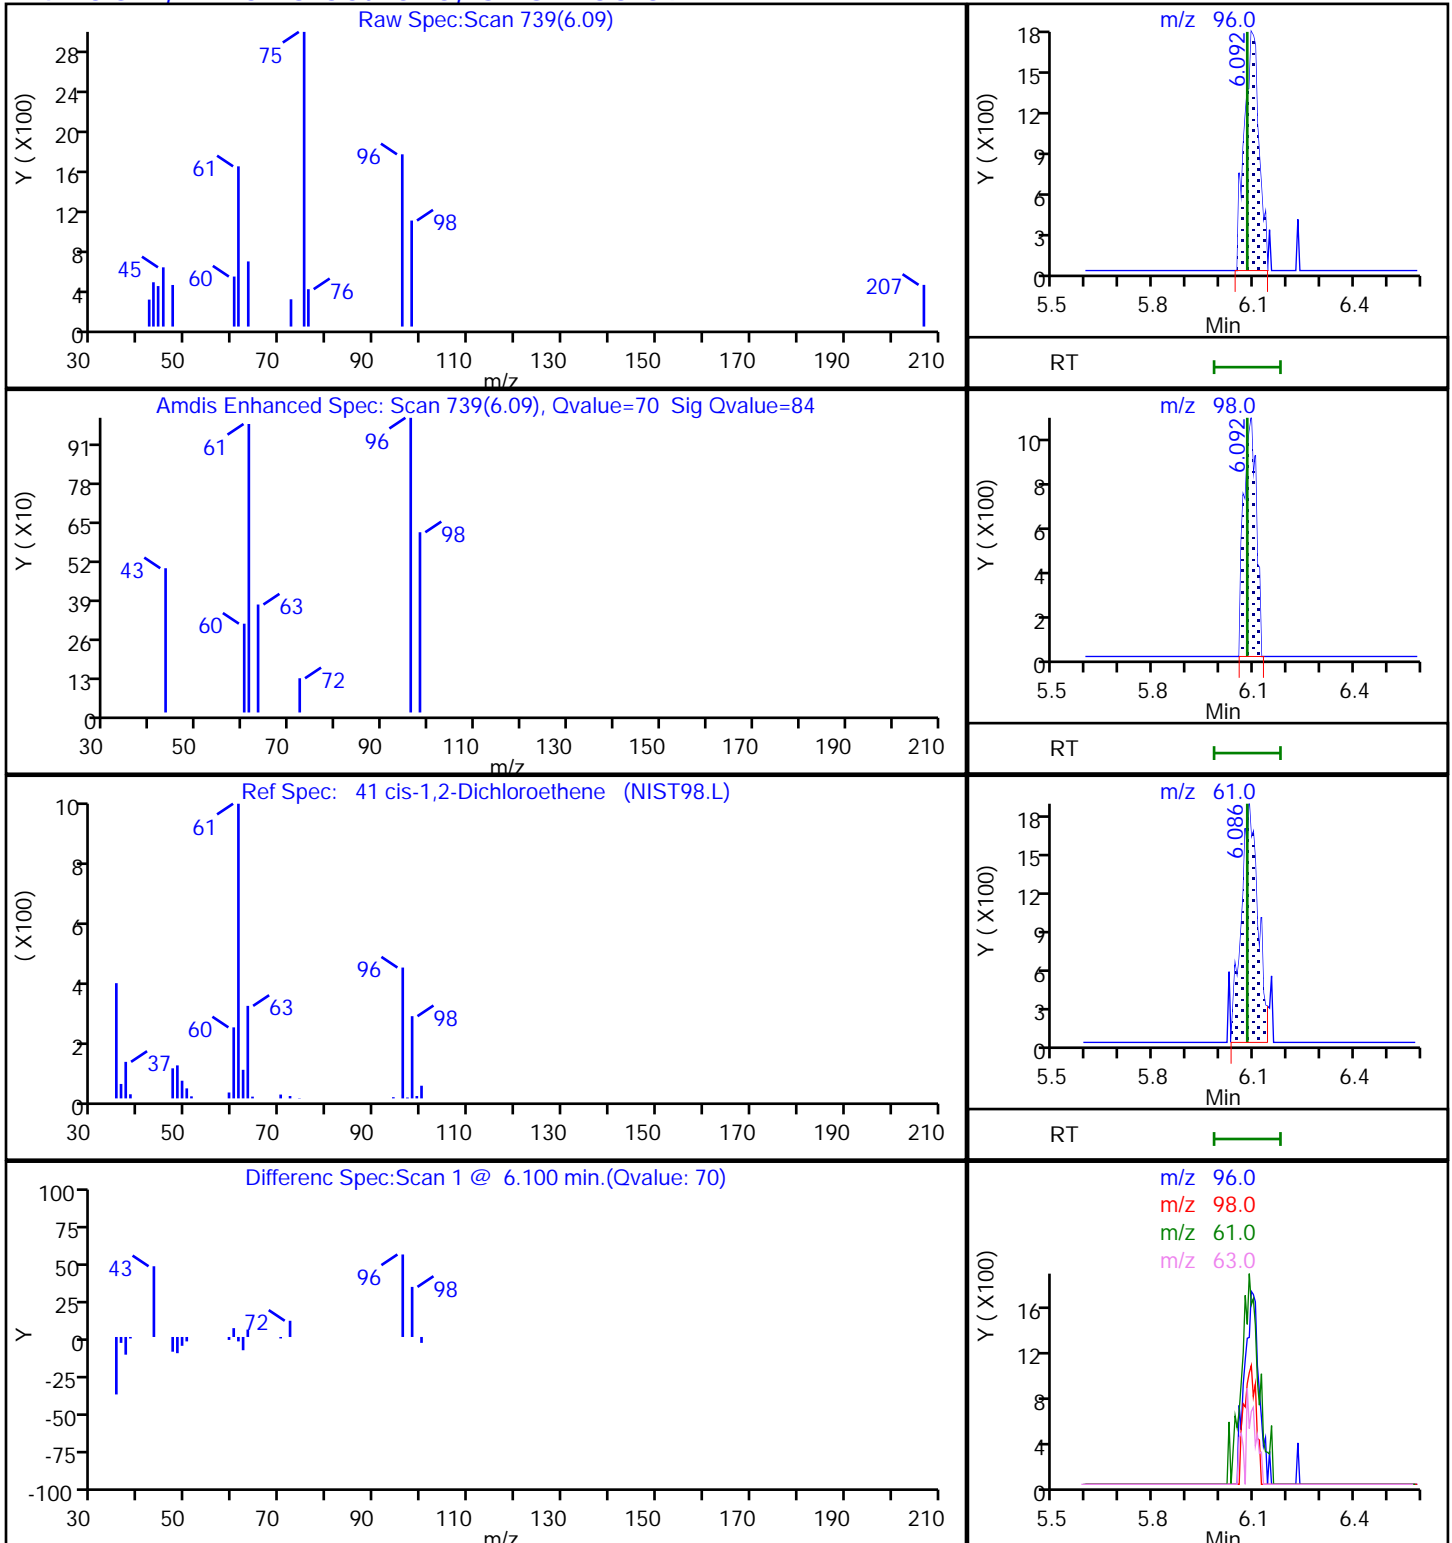 Raw Spec:Scan 739(6.09)
Y ( X100)
28
24
20
16
12
8
4
0
75
61
96
98
45
60
76
207
30 50 70 90 110 130 150 170 190 210
m/z
m/z 96.0
Y ( X100)
18
15
12
9
6
3
0
6.092
5.5 5.8 6.1 6.4
Min
RT
Amdis Enhanced Spec: Scan 739(6.09), Qvalue=70 Sig Qvalue=84
Y ( X10)
91
78
65
52
39
26
13
0
61
96
98
43
60
63
72
30 50 70 90 110 130 150 170 190 210
m/z
m/z 98.0
Y ( X100)
10
8
6
4
2
0
6.092
5.5 5.8 6.1 6.4
Min
RT
Ref Spec: 41 cis-1,2-Dichloroethene (NIST98.L)
( X100)
10
8
6
4
2
0
61
96
98
63
60
37
30 50 70 90 110 130 150 170 190 210
m/z 61.0
Y ( X100)
18
15
12
9
6
3
0
6.086
5.5 5.8 6.1 6.4
Min
RT
Differenc Spec:Scan 1 @ 6.100 min.(Qvalue: 70)
Y
100
75
50
25
0
-25
-50
-75
-100
43
72
96
98
30 50 70 90 110 130 150 170 190 210
m/z
m/z 96.0
m/z 98.0
m/z 61.0
m/z 63.0
Y ( X100)
16
12
8
4
0
5.5 5.8 6.1 6.4
Min